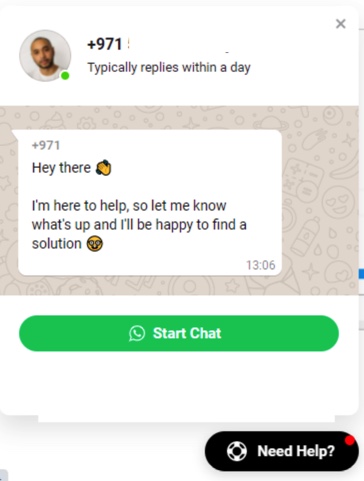 +971
Typically replies within a day
+971
Hey there 👋
I'm here to help, so let me know
what's up and I'll be happy to find a
solution 🤓
13:06
Start Chat
Need Help?